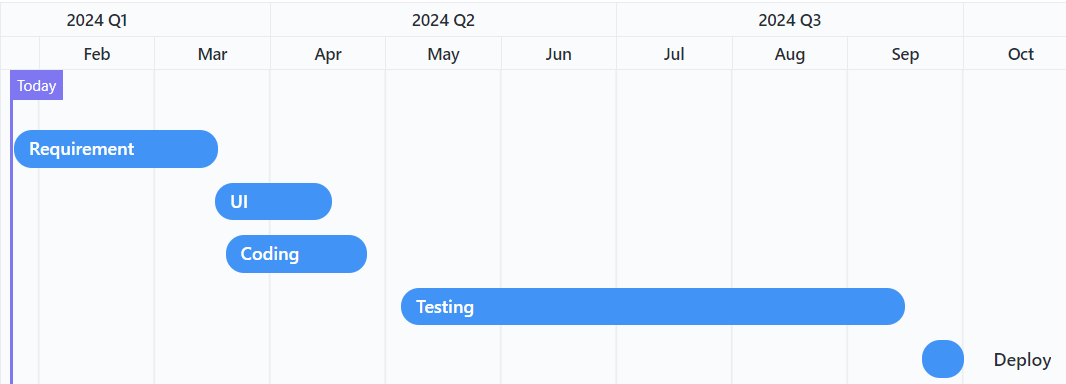 2024 Q1 2024 Q2 2024 Q3
Feb Mar Apr May Jun Jul Aug Sep Oct
Today
Requirement
UI
Coding
Testing
Deploy